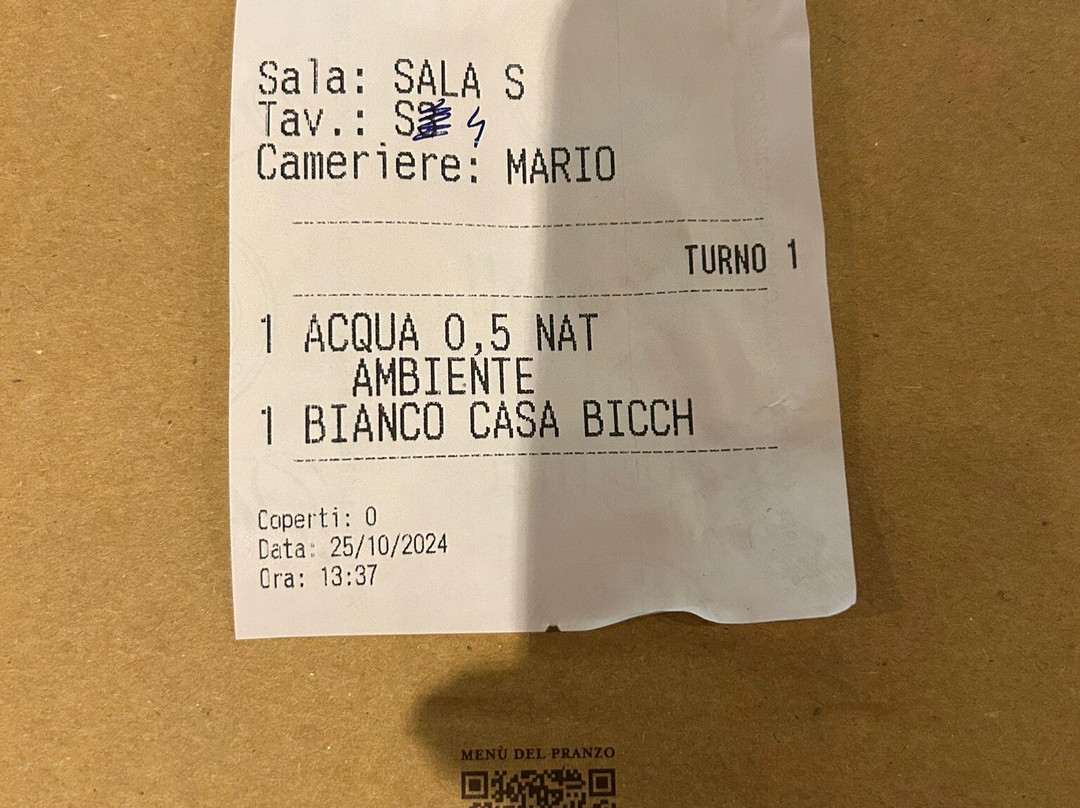 Sala: SALA S
Tav.: S 4
Cameriere: MARIO
TURNO 1
1 ACQUA 0,5 NAT
AMBIENTE
1 BIANCO CASA BICCH
Coperti: 0
Data: 25/10/2024
Ora: 13:37
MENÙ DEL PRANZO